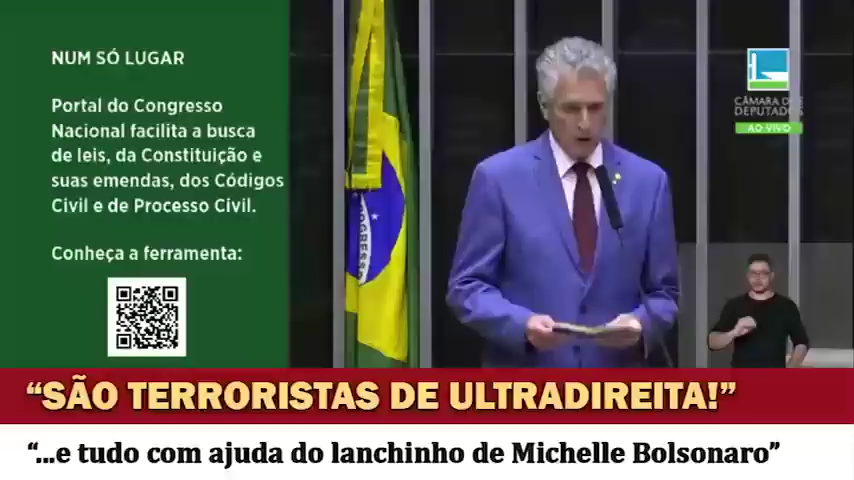 NUM SÓ LUGAR
Portal do Congresso
Nacional facilita a busca
de leis, da Constituição e
suas emendas, dos Códigos
Civil e de Processo Civil.
Conheça a ferramenta:
CÂMARA DOS
DEPUTADOS
AO VIVO
PROGRESSO
“SÃO TERRORISTAS DE ULTRADIREITA!”
“...e tudo com ajuda do lanchinho de Michelle Bolsonaro”